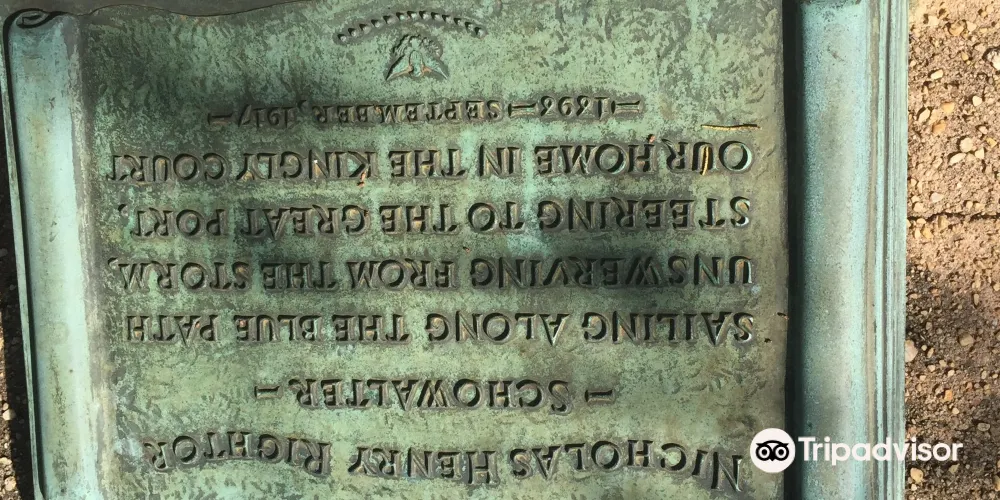 NICHOLAS HENRY RIGHTOR
— SCHOWALTER —
SAILING ALONG THE BLUE PATH
UNSWERVING FROM THE STORM,
STEERING TO THE GREAT PORT,
OUR HOME IN THE KINGLY COURT
—1896—SEPTEMBER, 1917—
Tripadvisor